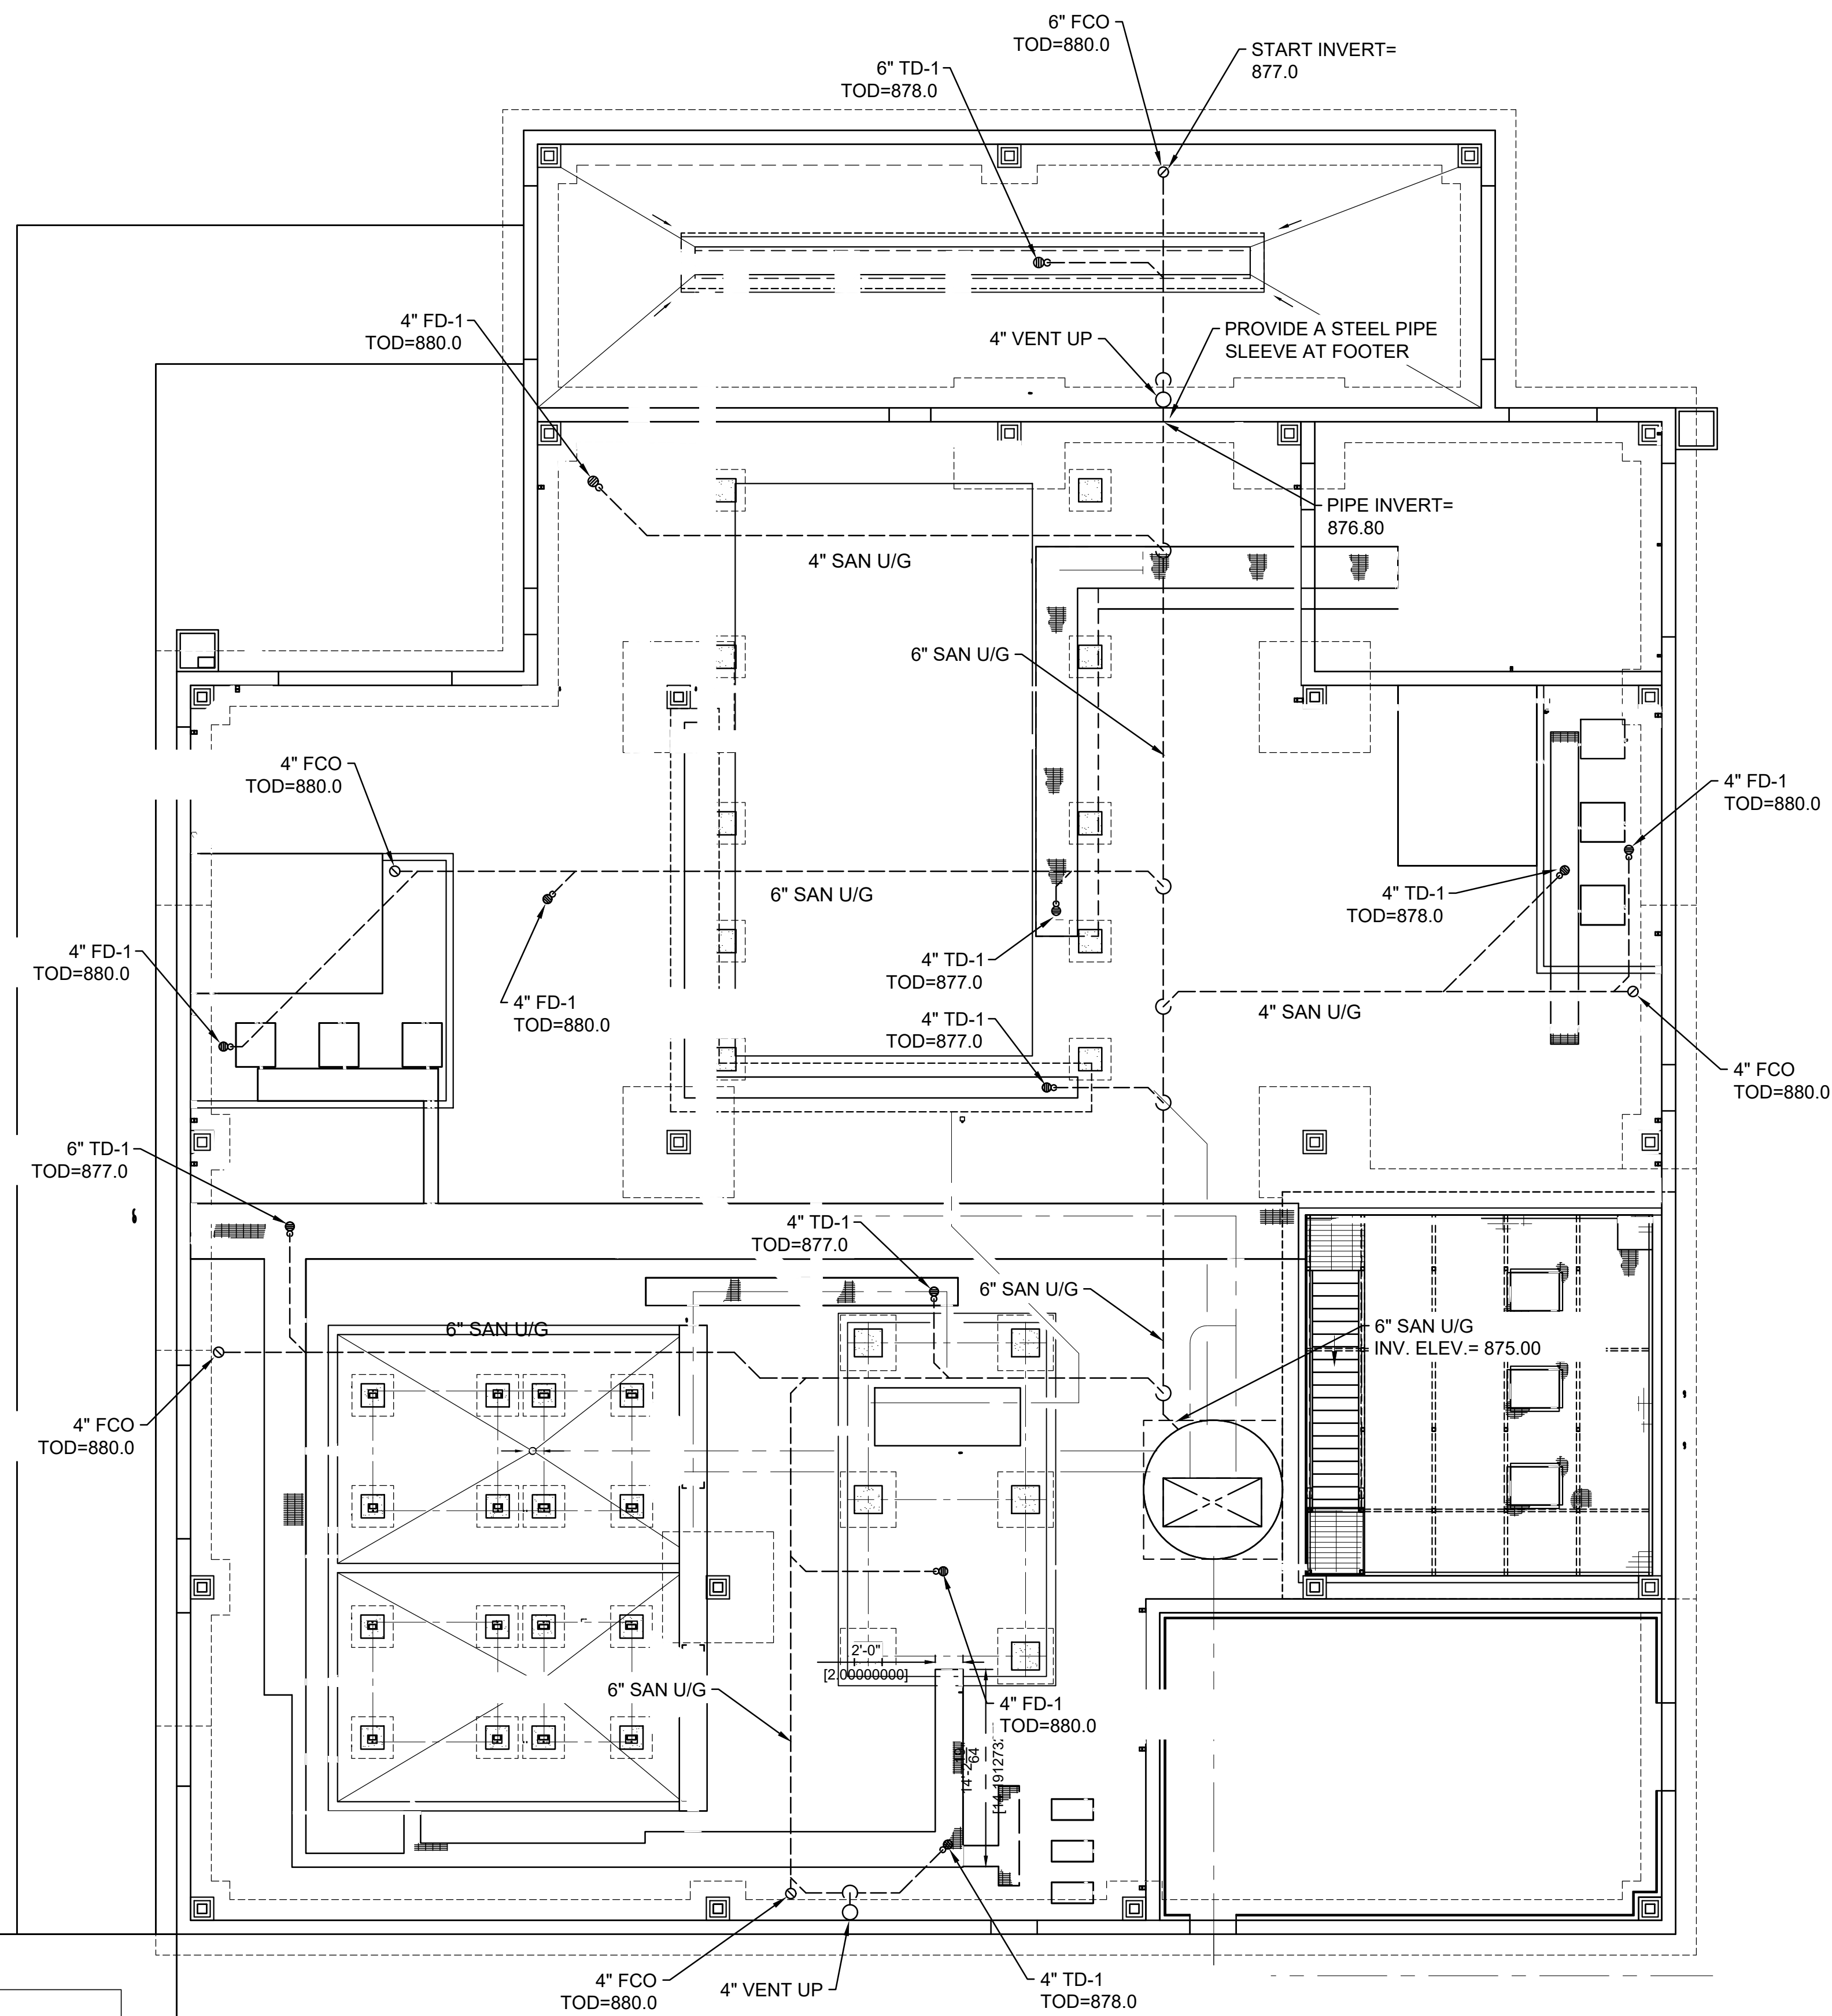 6" FCO
TOD=880.0
START INVERT=
877.0
6" TD-1
TOD=878.0
4" FD-1
TOD=880.0
4" VENT UP
PROVIDE A STEEL PIPE
SLEEVE AT FOOTER
PIPE INVERT=
876.80
4" SAN U/G
6" SAN U/G
4" FCO
TOD=880.0
4" FD-1
TOD=880.0
6" SAN U/G
4" TD-1
TOD=878.0
4" FD-1
TOD=880.0
4" FD-1
TOD=880.0
4" TD-1
TOD=877.0
4" SAN U/G
4" TD-1
TOD=877.0
4" FCO
TOD=880.0
6" TD-1
TOD=877.0
4" TD-1
TOD=877.0
6" SAN U/G
6" SAN U/G
6" SAN U/G
INV. ELEV.= 875.00
4" FCO
TOD=880.0
2'-0"
[2.00000000]
6" SAN U/G
4" FD-1
TOD=880.0
4" FCO
TOD=880.0
4" VENT UP
4" TD-1
TOD=878.0